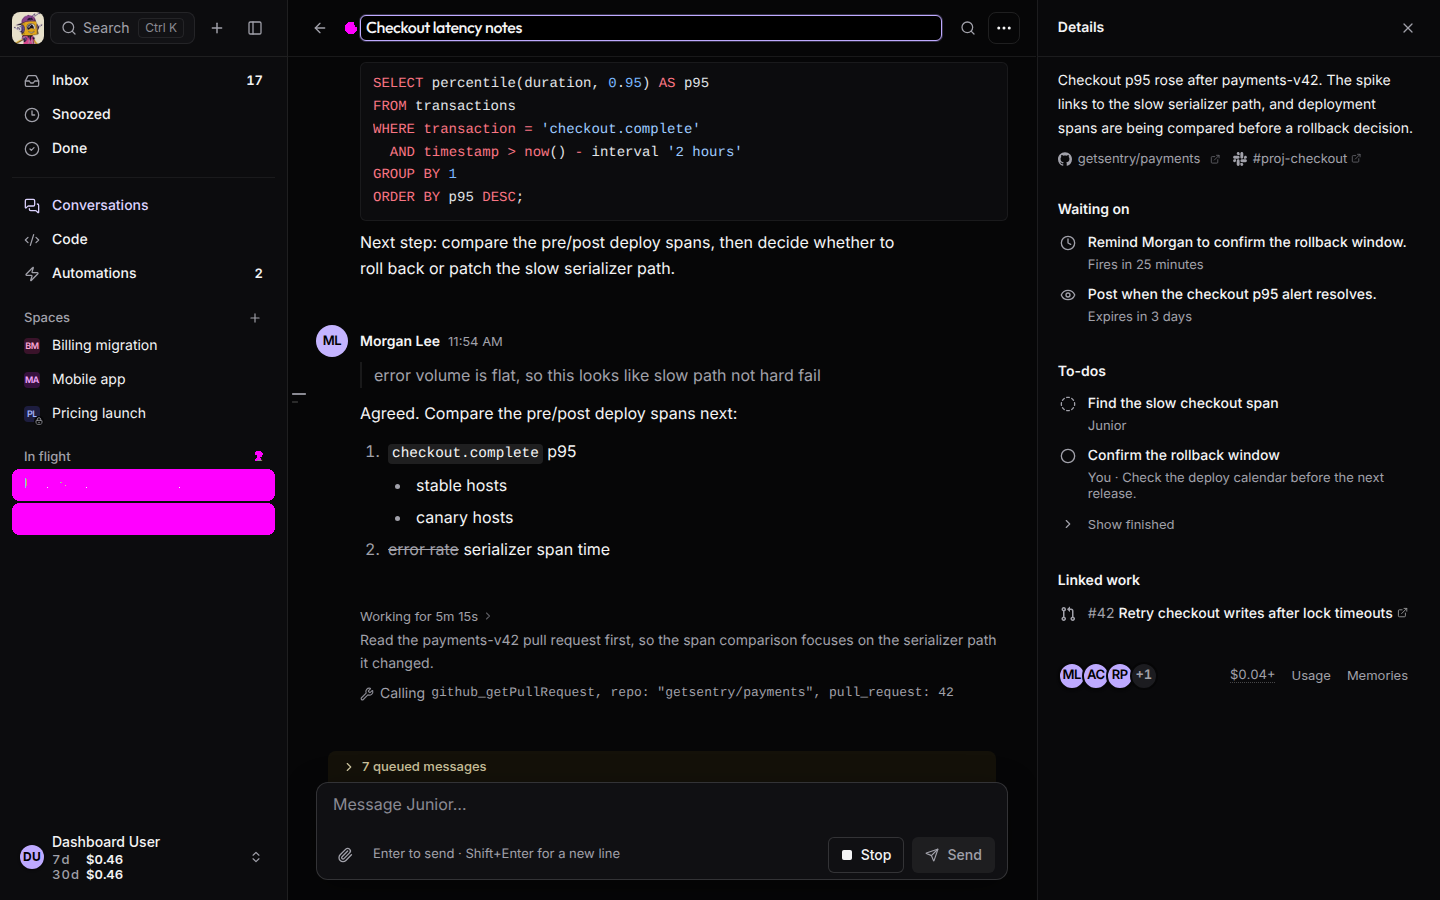 Search Ctrl K
Inbox 17
Snoozed
Done
Conversations
Code
Automations 2
Spaces
BM Billing migration
MA Mobile app
PL Pricing launch
In flight
DU Dashboard User
7d $0.46
30d $0.46
Checkout latency notes
SELECT percentile(duration, 0.95) AS p95
FROM transactions
WHERE transaction = 'checkout.complete'
AND timestamp > now() - interval '2 hours'
GROUP BY 1
ORDER BY p95 DESC;
Next step: compare the pre/post deploy spans, then decide whether to
roll back or patch the slow serializer path.
ML Morgan Lee 11:54 AM
error volume is flat, so this looks like slow path not hard fail
Agreed. Compare the pre/post deploy spans next:
1. checkout.complete p95
• stable hosts
• canary hosts
2. error rate serializer span time
Working for 5m 15s
Read the payments-v42 pull request first, so the span comparison focuses on the serializer path
it changed.
Calling github_getPullRequest, repo: "getsentry/payments", pull_request: 42
7 queued messages
Message Junior...
Enter to send · Shift+Enter for a new line
Stop
Send
Details
Checkout p95 rose after payments-v42. The spike
links to the slow serializer path, and deployment
spans are being compared before a rollback decision.
getsentry/payments #proj-checkout
Waiting on
Remind Morgan to confirm the rollback window.
Fires in 25 minutes
Post when the checkout p95 alert resolves.
Expires in 3 days
To-dos
Find the slow checkout span
Junior
Confirm the rollback window
You · Check the deploy calendar before the next
release.
Show finished
Linked work
#42 Retry checkout writes after lock timeouts
ML AC RP +1 $0.04+ Usage Memories